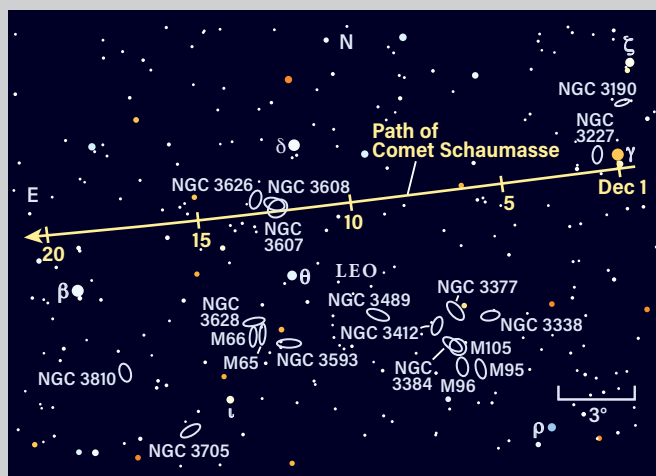 N
ζ
NGC 3190
NGC
3227
γ
Path of
Comet Schaumasse
δ
Dec 1
NGC 3626
NGC 3608
E
5
10
NGC
3607
15
20
β
θ
LEO
NGC 3377
NGC 3489
NGC
3628
NGC 3412
NGC 3338
M66
M65
NGC 3593
M105
NGC
3384
M95
M96
NGC 3810
3°
ι
ρ
NGC 3705